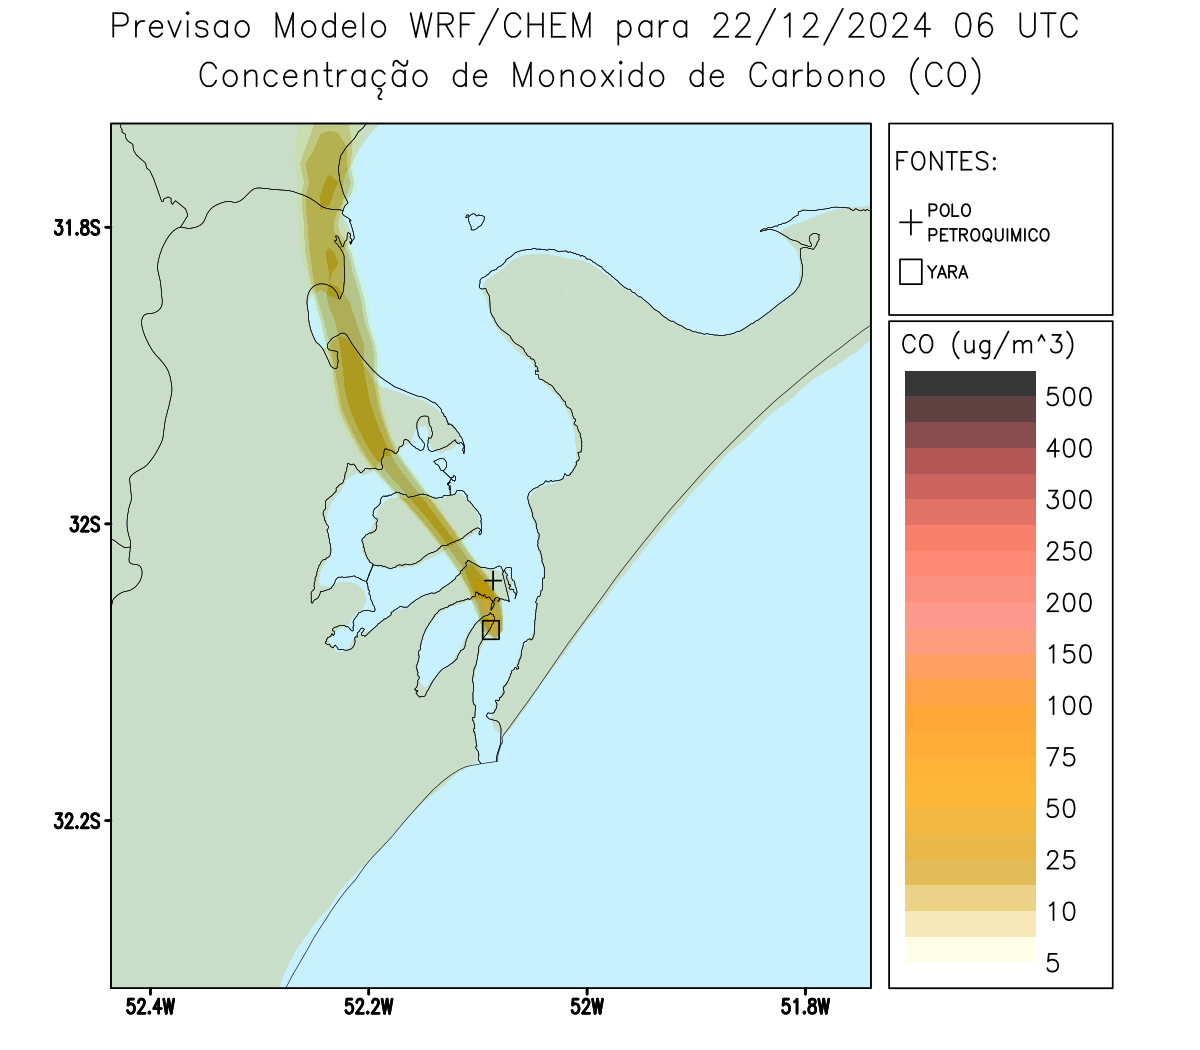 Previsao Modelo WRF/CHEM para 22/12/2024 06 UTC
Concentração de Monoxido de Carbono (CO)
FONTES:
POLO
PETROQUIMICO
YARA
CO (ug/m^3)
500
400
300
250
200
150
100
75
50
25
10
5
31.8S
32S
32.2S
52.4W
52.2W
52W
51.8W